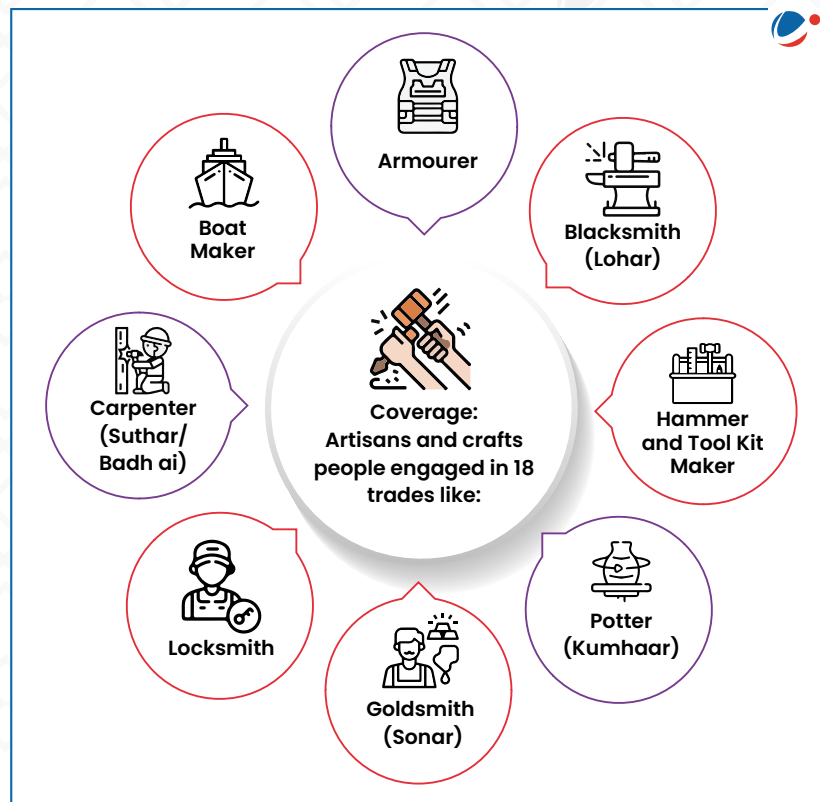 Armourer
Boat
Maker
Blacksmith
(Lohar)
Carpenter
(Suthar/
Badh ai)
Coverage:
Artisans and crafts
people engaged in 18
trades like:
Hammer
and Tool Kit
Maker
Locksmith
Potter
(Kumhaar)
Goldsmith
(Sonar)